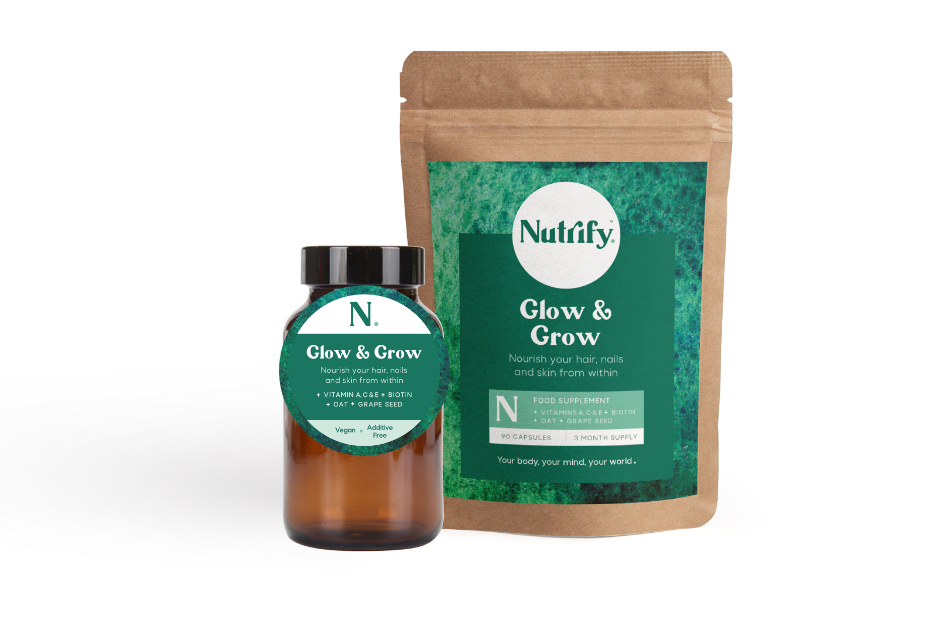 N.
Glow & Grow
Nourish your hair, nails
and skin from within
+ VITAMIN A,C&E + BIOTIN
+ OAT + GRAPE SEED
Vegan
Additive
Free
Nutrify™
Glow &
Grow
Nourish your hair, nails
and skin from within
N
FOOD SUPPLEMENT
+ VITAMINS A,C&E + BIOTIN
+ OAT + GRAPE SEED
90 CAPSULES
3 MONTH SUPPLY
Your body, your mind, your world.